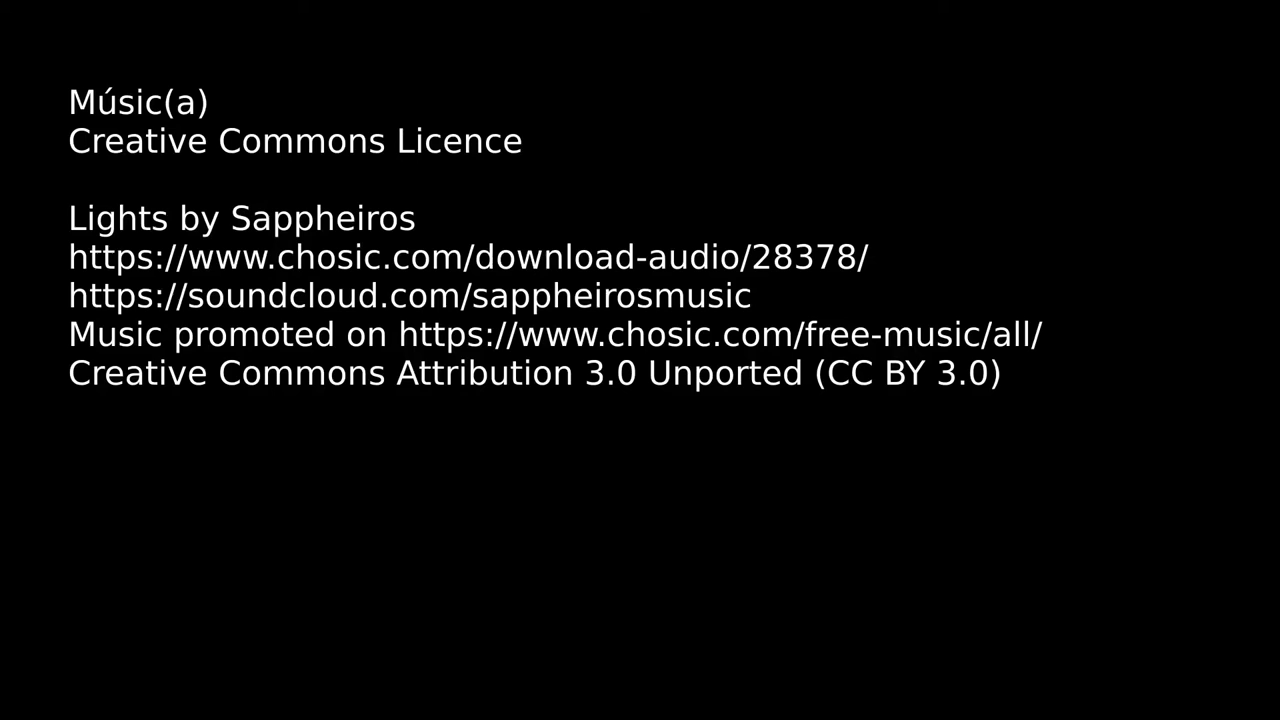 Músic(a)
Creative Commons Licence
Lights by Sappheiros
https://www.chosic.com/download-audio/28378/
https://soundcloud.com/sappheirosmusic
Music promoted on https://www.chosic.com/free-music/all/
Creative Commons Attribution 3.0 Unported (CC BY 3.0)